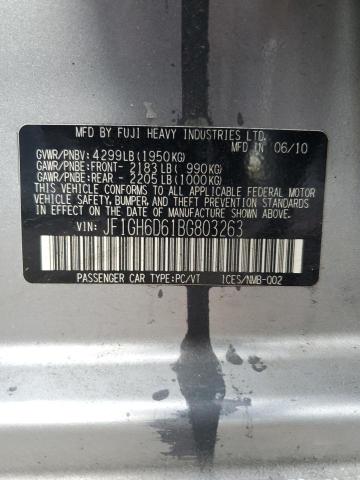 MFD BY FUJI HEAVY INDUSTRIES LTD.
GVWR/PNBV: 4299LB(1950KG) MFD IN 06/10
GAWR/PNBE: FRONT- 2183LB( 990KG)
GAWR/PNBE: REAR - 2205LB(1000KG)
THIS VEHICLE CONFORMS TO ALL APPLICABLE FEDERAL MOTOR
VEHICLE SAFETY, BUMPER, AND THEFT PREVENTION STANDARDS
IN EFFECT ON THE DATE OF MANUFACTURE SHOWN ABOVE.
VIN: JF1GH6D61BG803263
PASSENGER CAR TYPE:PC/VT ICES/NMB-002